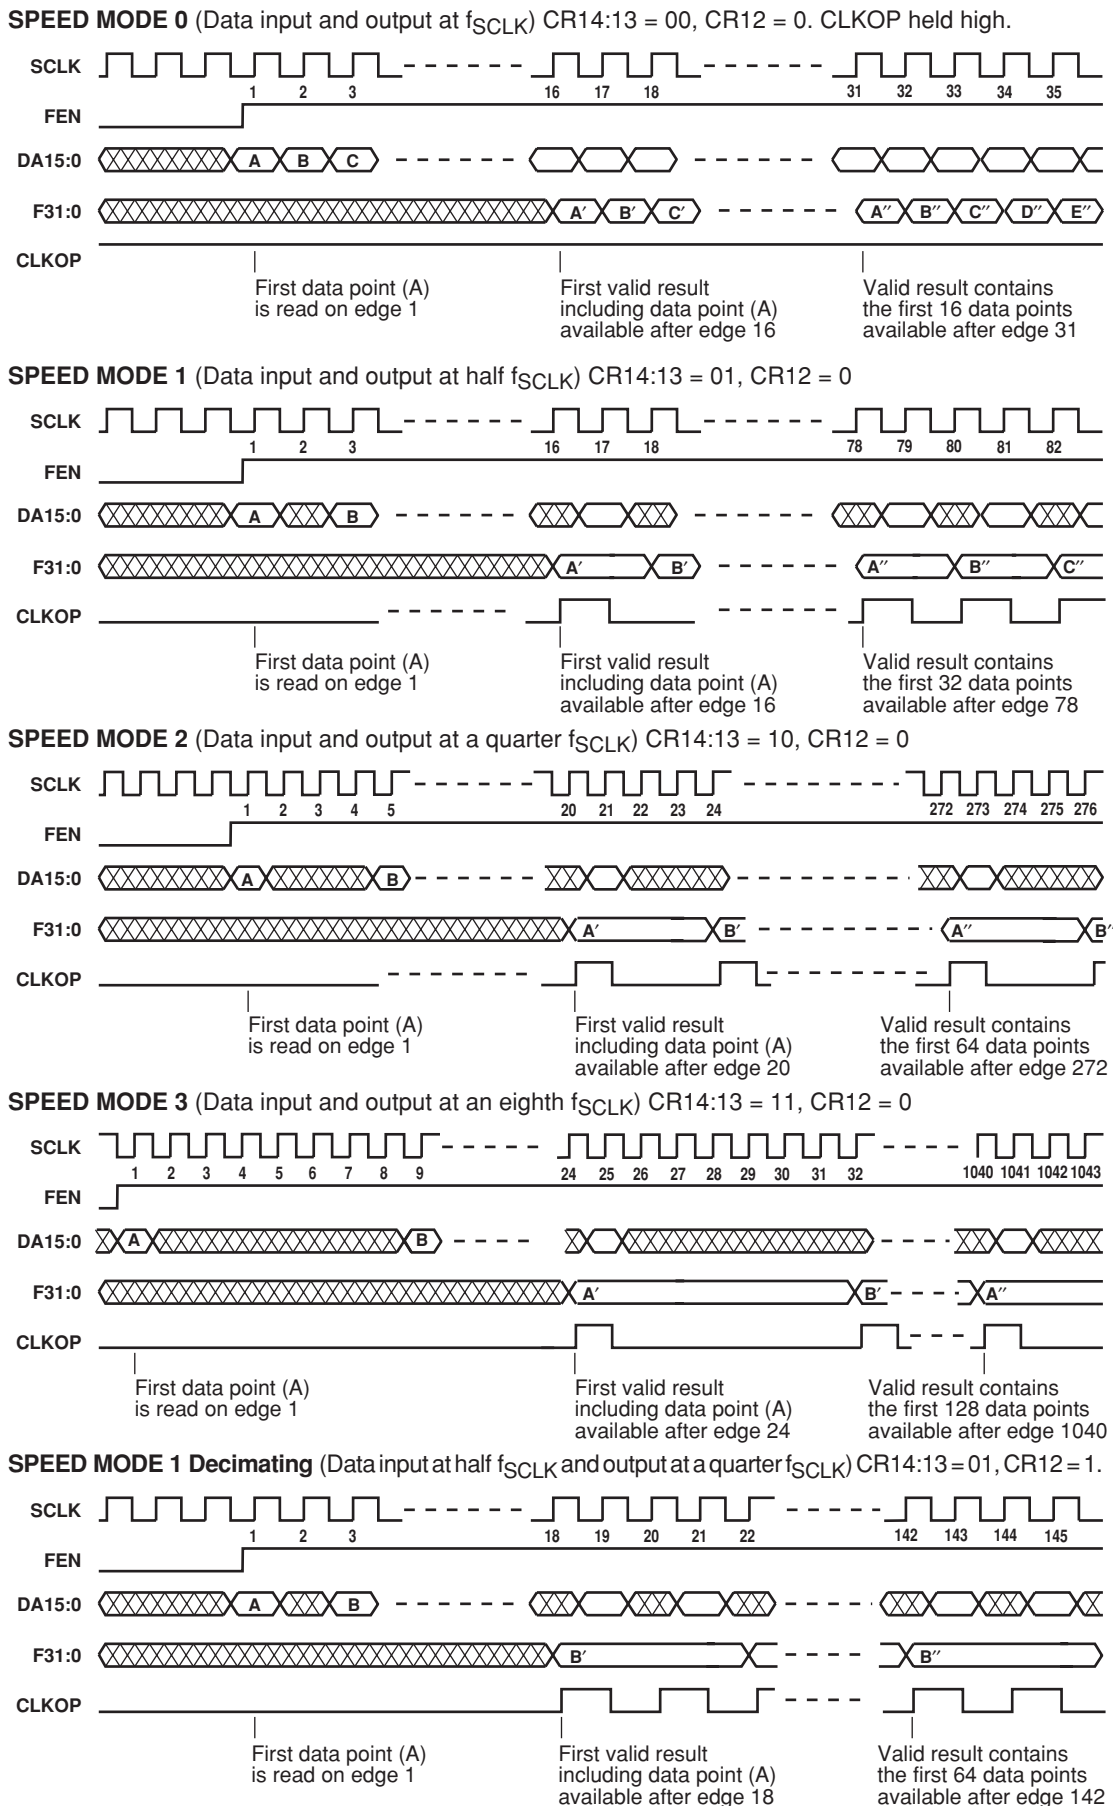 SPEED MODE 0 (Data input and output at fSCLK) CR14:13 = 00, CR12 = 0. CLKOP held high.
SCLK
1 2 3 16 17 18 31 32 33 34 35
FEN
DA15:0 A B C
F31:0 A′ B′ C′ A′′ B′′ C′′ D′′ E′′
CLKOP
First data point (A)
is read on edge 1
First valid result
including data point (A)
available after edge 16
Valid result contains
the first 16 data points
available after edge 31
SPEED MODE 1 (Data input and output at half fSCLK) CR14:13 = 01, CR12 = 0
SCLK
1 2 3 16 17 18 78 79 80 81 82
FEN
DA15:0 A B
F31:0 A′ B′ A′′ B′′ C′′
CLKOP
First data point (A)
is read on edge 1
First valid result
including data point (A)
available after edge 16
Valid result contains
the first 32 data points
available after edge 78
SPEED MODE 2 (Data input and output at a quarter fSCLK) CR14:13 = 10, CR12 = 0
SCLK
1 2 3 4 5 20 21 22 23 24 272 273 274 275 276
FEN
DA15:0 A B
F31:0 A′ B′ A′′ B′′
CLKOP
First data point (A)
is read on edge 1
First valid result
including data point (A)
available after edge 20
Valid result contains
the first 64 data points
available after edge 272
SPEED MODE 3 (Data input and output at an eighth fSCLK) CR14:13 = 11, CR12 = 0
SCLK
1 2 3 4 5 6 7 8 9 24 25 26 27 28 29 30 31 32 1040 1041 1042 1043
FEN
DA15:0 A B
F31:0 A′ B′ A′′
CLKOP
First data point (A)
is read on edge 1
First valid result
including data point (A)
available after edge 24
Valid result contains
the first 128 data points
available after edge 1040
SPEED MODE 1 Decimating (Data input at half fSCLK and output at a quarter fSCLK) CR14:13 = 01, CR12 = 1.
SCLK
1 2 3 18 19 20 21 22 142 143 144 145
FEN
DA15:0 A B
F31:0 B′ B′′
CLKOP
First data point (A)
is read on edge 1
First valid result
including data point (A)
available after edge 18
Valid result contains
the first 64 data points
available after edge 142